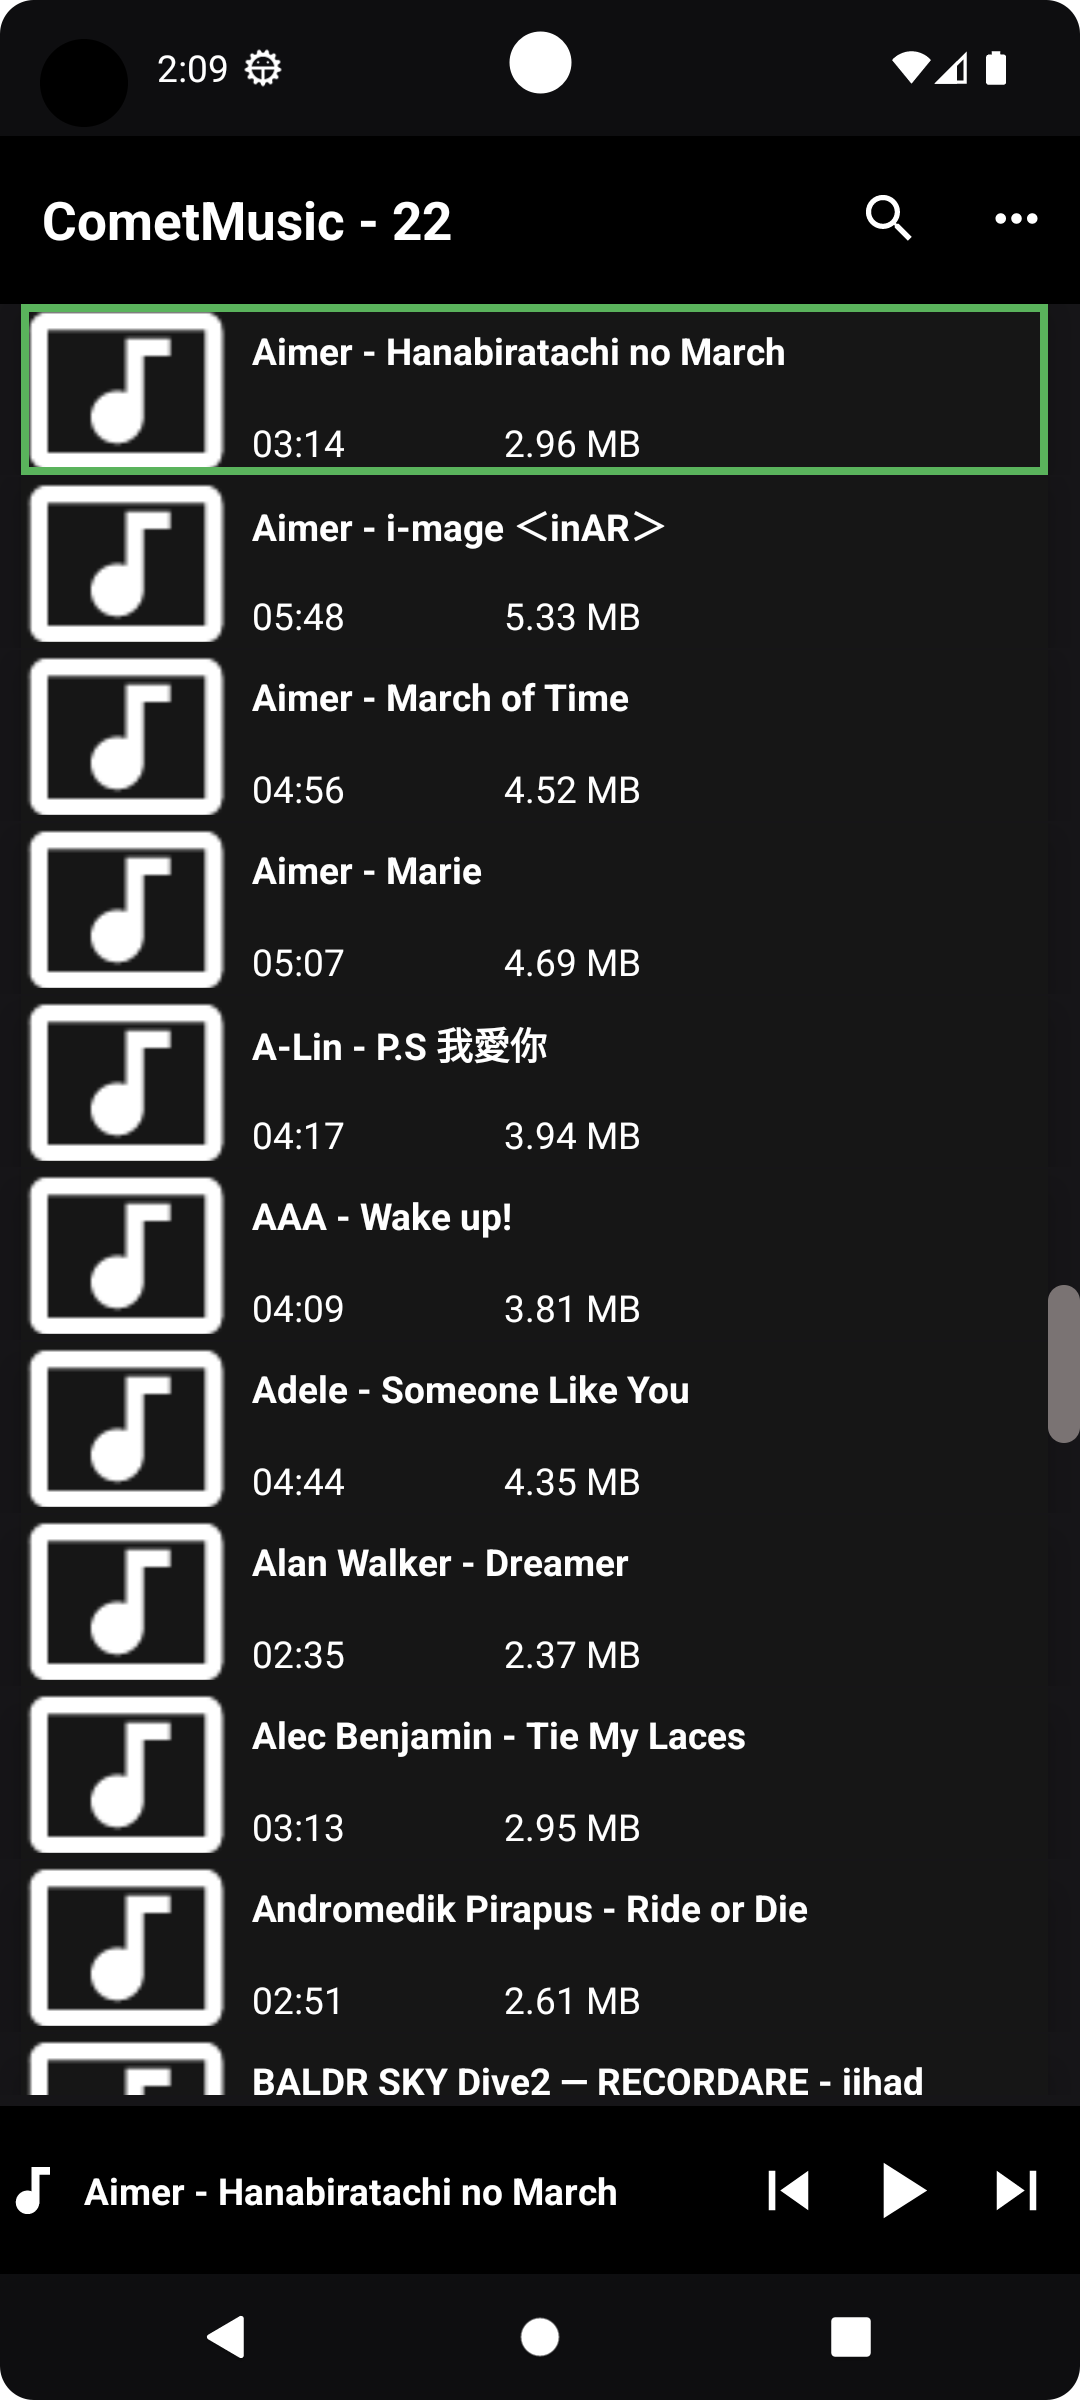 2:09
CometMusic - 22
Aimer - Hanabiratachi no March
03:14 2.96 MB
Aimer - i-mage ＜inAR＞
05:48 5.33 MB
Aimer - March of Time
04:56 4.52 MB
Aimer - Marie
05:07 4.69 MB
A-Lin - P.S 我愛你
04:17 3.94 MB
AAA - Wake up!
04:09 3.81 MB
Adele - Someone Like You
04:44 4.35 MB
Alan Walker - Dreamer
02:35 2.37 MB
Alec Benjamin - Tie My Laces
03:13 2.95 MB
Andromedik Pirapus - Ride or Die
02:51 2.61 MB
BALDR SKY Dive2 — RECORDARE - iihad
Aimer - Hanabiratachi no March